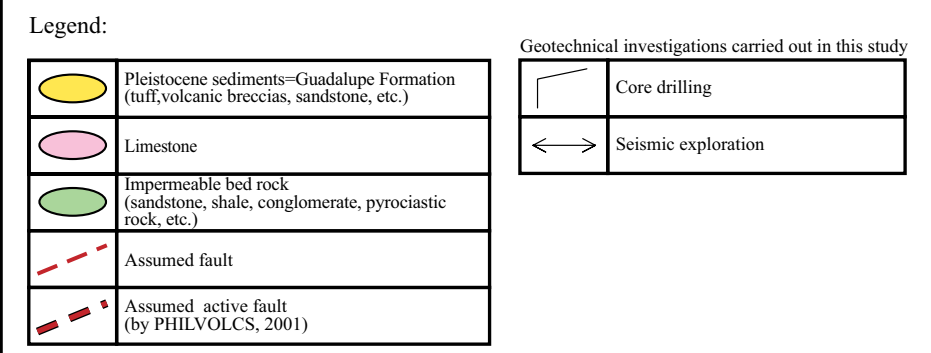 Legend:
Pleistocene sediments=Guadalupe Formation
(tuff,volcanic breccias, sandstone, etc.)
Limestone
Impermeable bed rock
(sandstone, shale, conglomerate, pyrociastic
rock, etc.)
Assumed fault
Assumed active fault
(by PHILVOLCS, 2001)
Geotechnical investigations carried out in this study
Core drilling
Seismic exploration